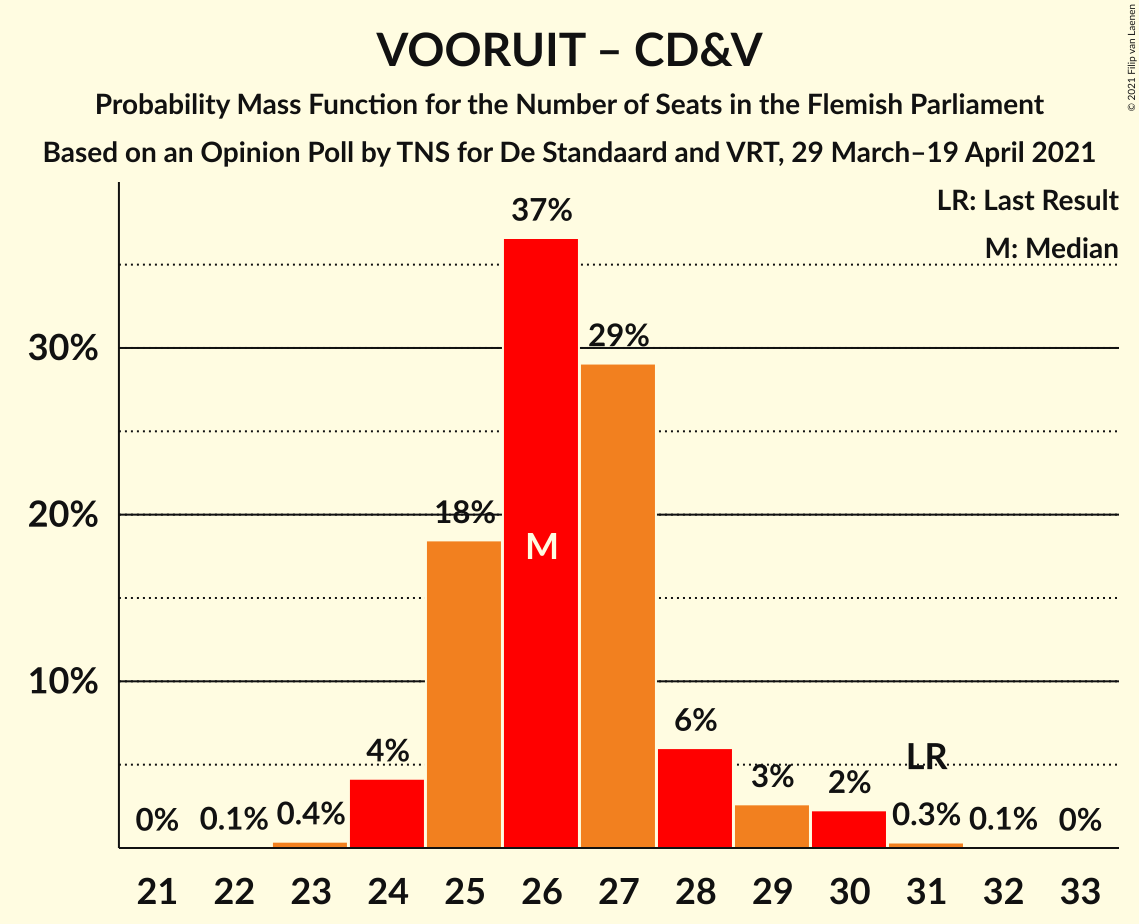 VOORUIT – CD&V
Probability Mass Function for the Number of Seats in the Flemish Parliament
Based on an Opinion Poll by TNS for De Standaard and VRT, 29 March–19 April 2021
© 2021 Filip van Laenen
LR: Last Result
M: Median
37%
29%
30%
18%
20%
M
10%
6%
4%
LR
3%
2%
0%
0.1%
0.4%
0.3%
0.1%
0%
21 22 23 24 25 26 27 28 29 30 31 32 33